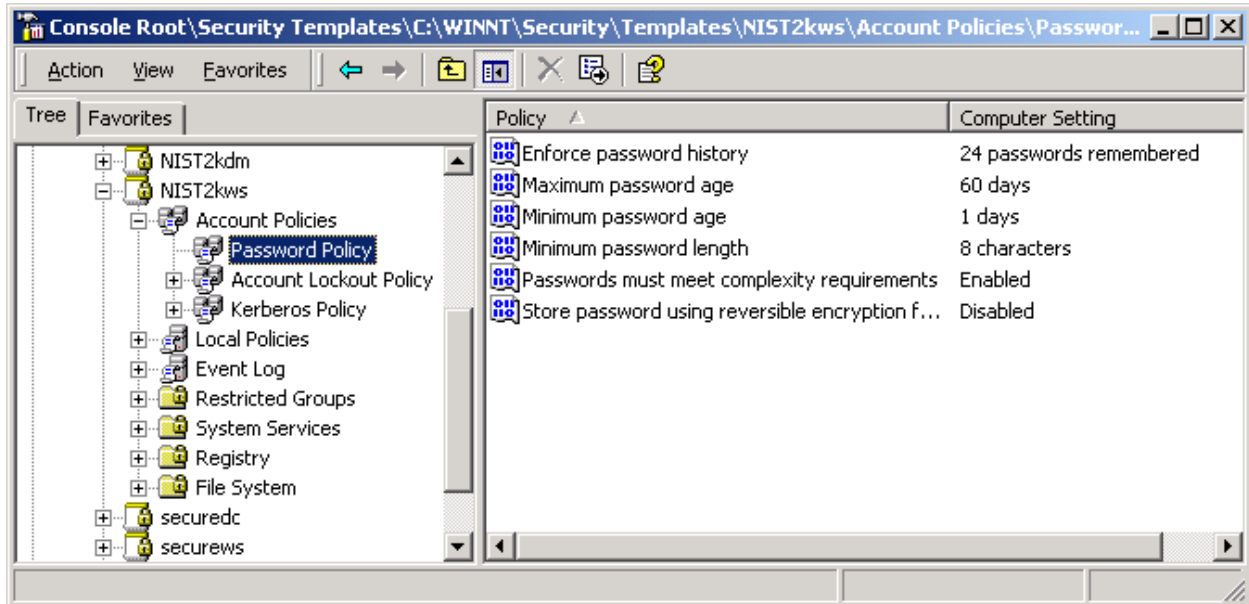 Console Root\Security Templates\C:\WINNT\Security\Templates\NIST2kws\Account Policies\Passwor...
Action View Favorites
Tree Favorites
NIST2kdm
NIST2kws
Account Policies
Password Policy
Account Lockout Policy
Kerberos Policy
Local Policies
Event Log
Restricted Groups
System Services
Registry
File System
securedc
securews
Policy Computer Setting
Enforce password history 24 passwords remembered
Maximum password age 60 days
Minimum password age 1 days
Minimum password length 8 characters
Passwords must meet complexity requirements Enabled
Store password using reversible encryption f... Disabled